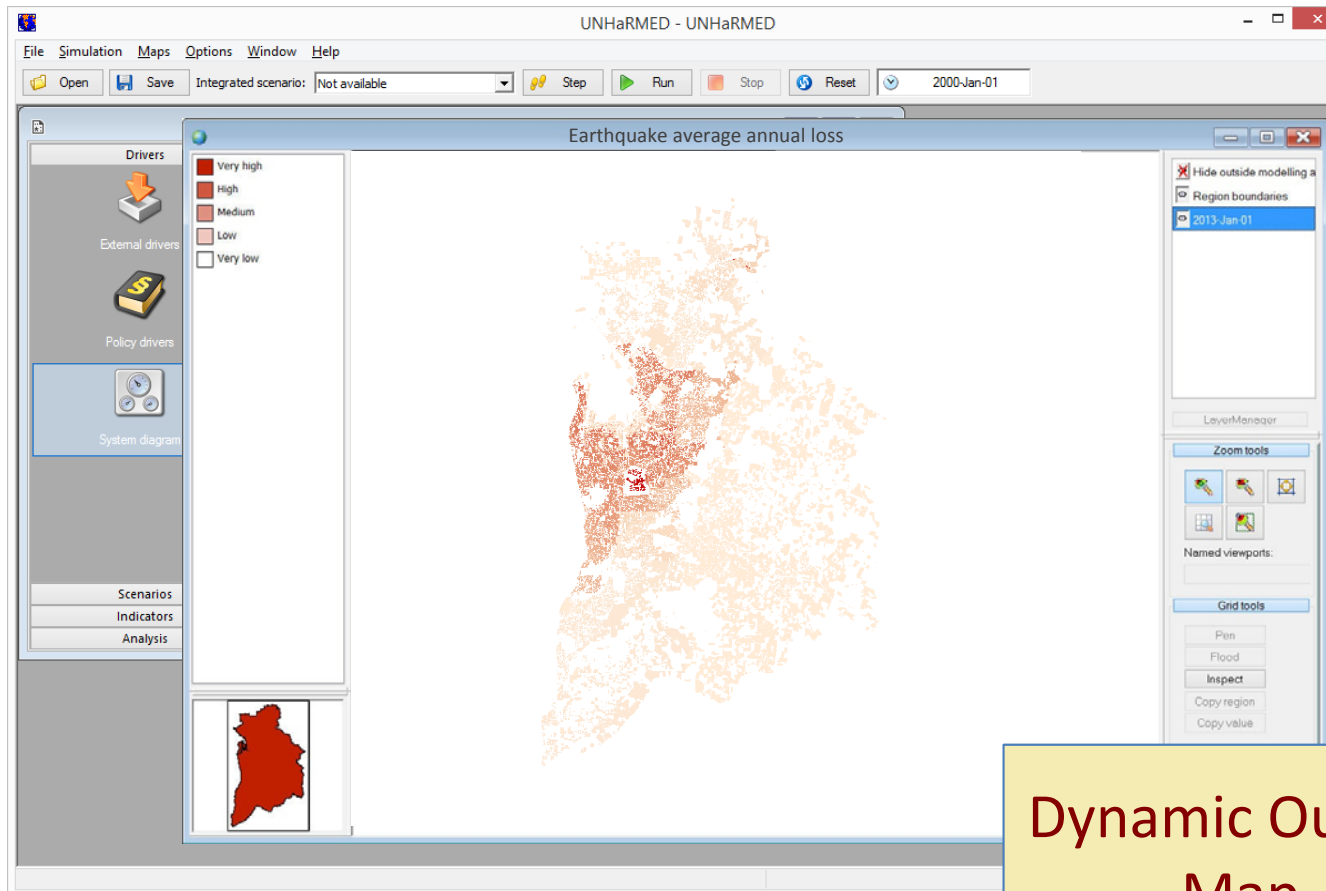 UNHaRMED - UNHaRMED
File Simulation Maps Options Window Help
Open Save Integrated scenario: Not available Step Run Stop Reset 2000-Jan-01
Earthquake average annual loss
Drivers
External drivers
Policy drivers
System diagram
Scenarios
Indicators
Analysis
Very high
High
Medium
Low
Very low
Hide outside modelling a
Region boundaries
2013-Jan-01
LayerManager
Zoom tools
Named viewports:
Grid tools
Pen
Flood
Inspect
Copy region
Copy value
Dynamic Ou
Map